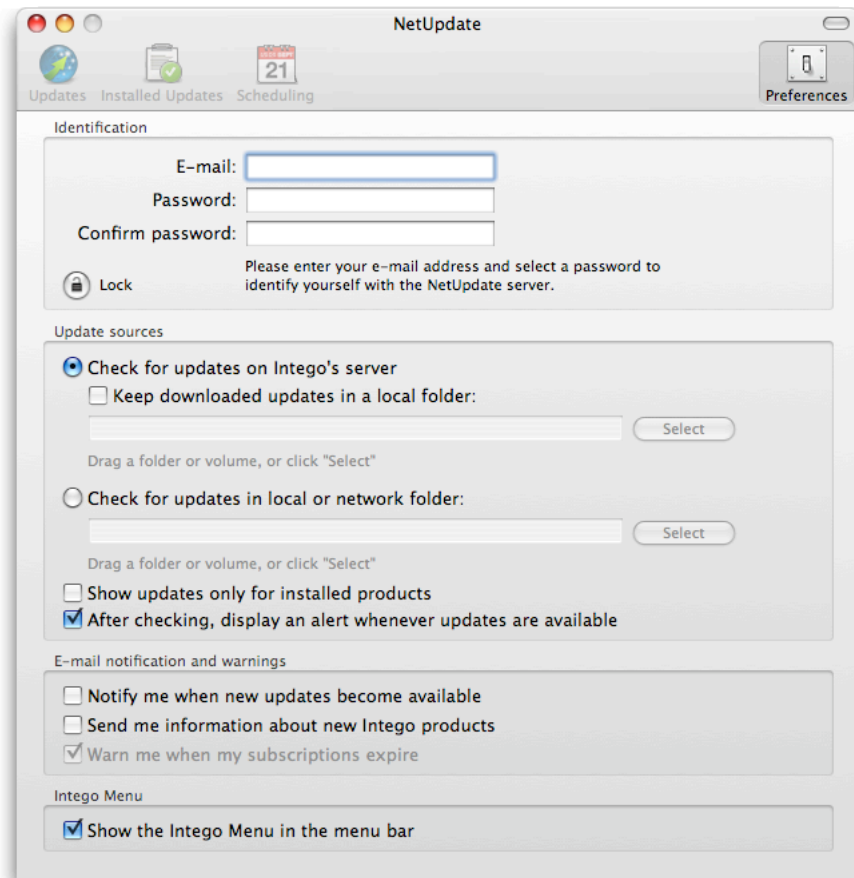 NetUpdate
21
Updates Installed Updates Scheduling
Preferences
Identification
E-mail:
Password:
Confirm password:
Lock
Please enter your e-mail address and select a password to
identify yourself with the NetUpdate server.
Update sources
Check for updates on Intego's server
Keep downloaded updates in a local folder:
Select
Drag a folder or volume, or click "Select"
Check for updates in local or network folder:
Select
Drag a folder or volume, or click "Select"
Show updates only for installed products
After checking, display an alert whenever updates are available
E-mail notification and warnings
Notify me when new updates become available
Send me information about new Intego products
Warn me when my subscriptions expire
Intego Menu
Show the Intego Menu in the menu bar